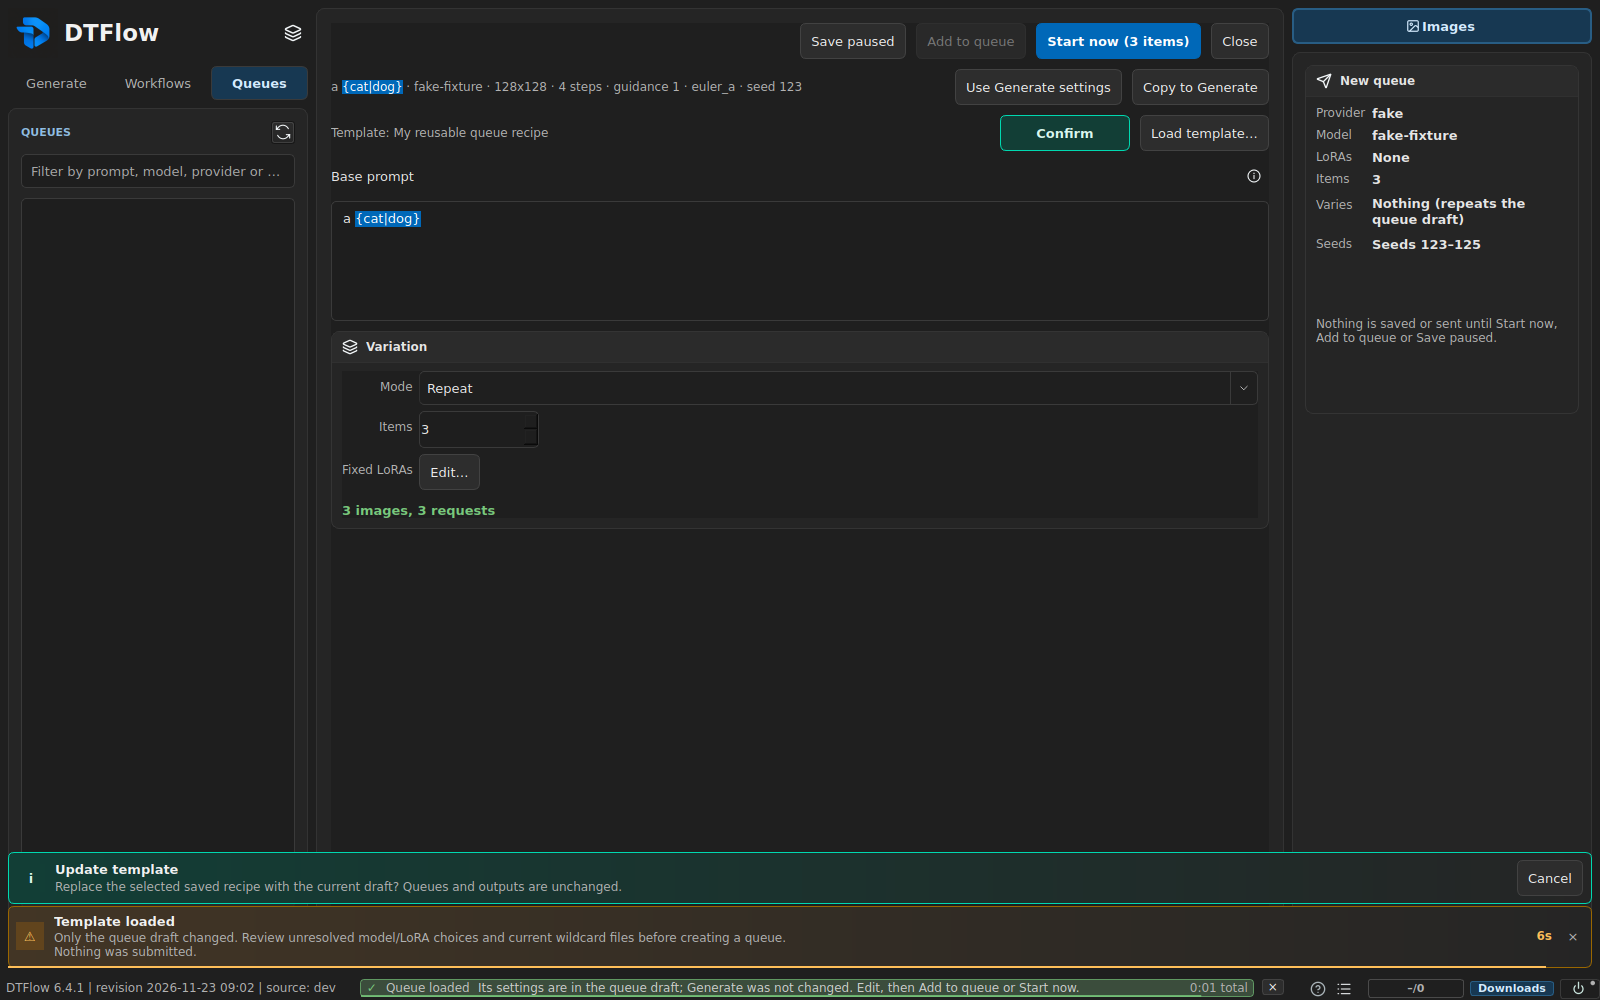 DTFlow
Generate Workflows Queues
QUEUES
Filter by prompt, model, provider or ...
Save paused Add to queue Start now (3 items) Close
a {cat|dog} · fake-fixture · 128x128 · 4 steps · guidance 1 · euler_a · seed 123
Use Generate settings Copy to Generate
Template: My reusable queue recipe
Confirm Load template...
Base prompt
a {cat|dog}
Variation
Mode Repeat
Items 3
Fixed LoRAs Edit...
3 images, 3 requests
Images
New queue
Provider fake
Model fake-fixture
LoRAs None
Items 3
Varies Nothing (repeats the
queue draft)
Seeds Seeds 123–125
Nothing is saved or sent until Start now,
Add to queue or Save paused.
Update template
Replace the selected saved recipe with the current draft? Queues and outputs are unchanged.
Cancel
Template loaded
Only the queue draft changed. Review unresolved model/LoRA choices and current wildcard files before creating a queue.
Nothing was submitted.
6s ×
DTFlow 6.4.1 | revision 2026-11-23 09:02 | source: dev
✓ Queue loaded Its settings are in the queue draft; Generate was not changed. Edit, then Add to queue or Start now. 0:01 total ×
–/0 Downloads